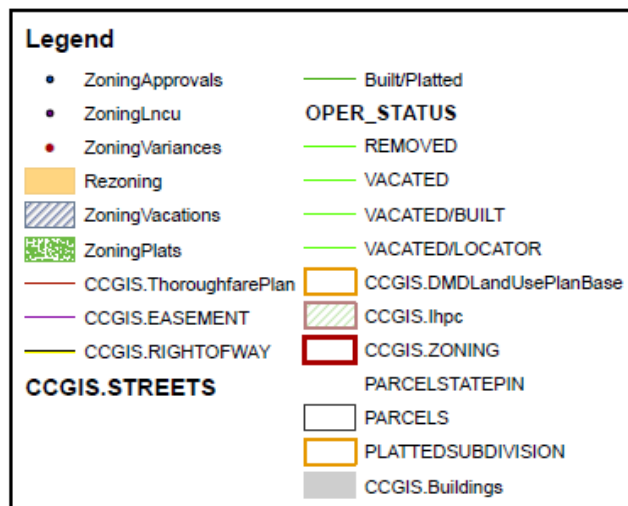 Legend
ZoningApprovals
ZoningLncu
ZoningVariances
Rezoning
ZoningVacations
ZoningPlats
CCGIS.ThoroughfarePlan
CCGIS.EASEMENT
CCGIS.RIGHTOFWAY
CCGIS.STREETS
Built/Platted
OPER_STATUS
REMOVED
VACATED
VACATED/BUILT
VACATED/LOCATOR
CCGIS.DMDLandUsePlanBase
CCGIS.Ihpc
CCGIS.ZONING
PARCELSTATEPIN
PARCELS
PLATTEDSUBDIVISION
CCGIS.Buildings